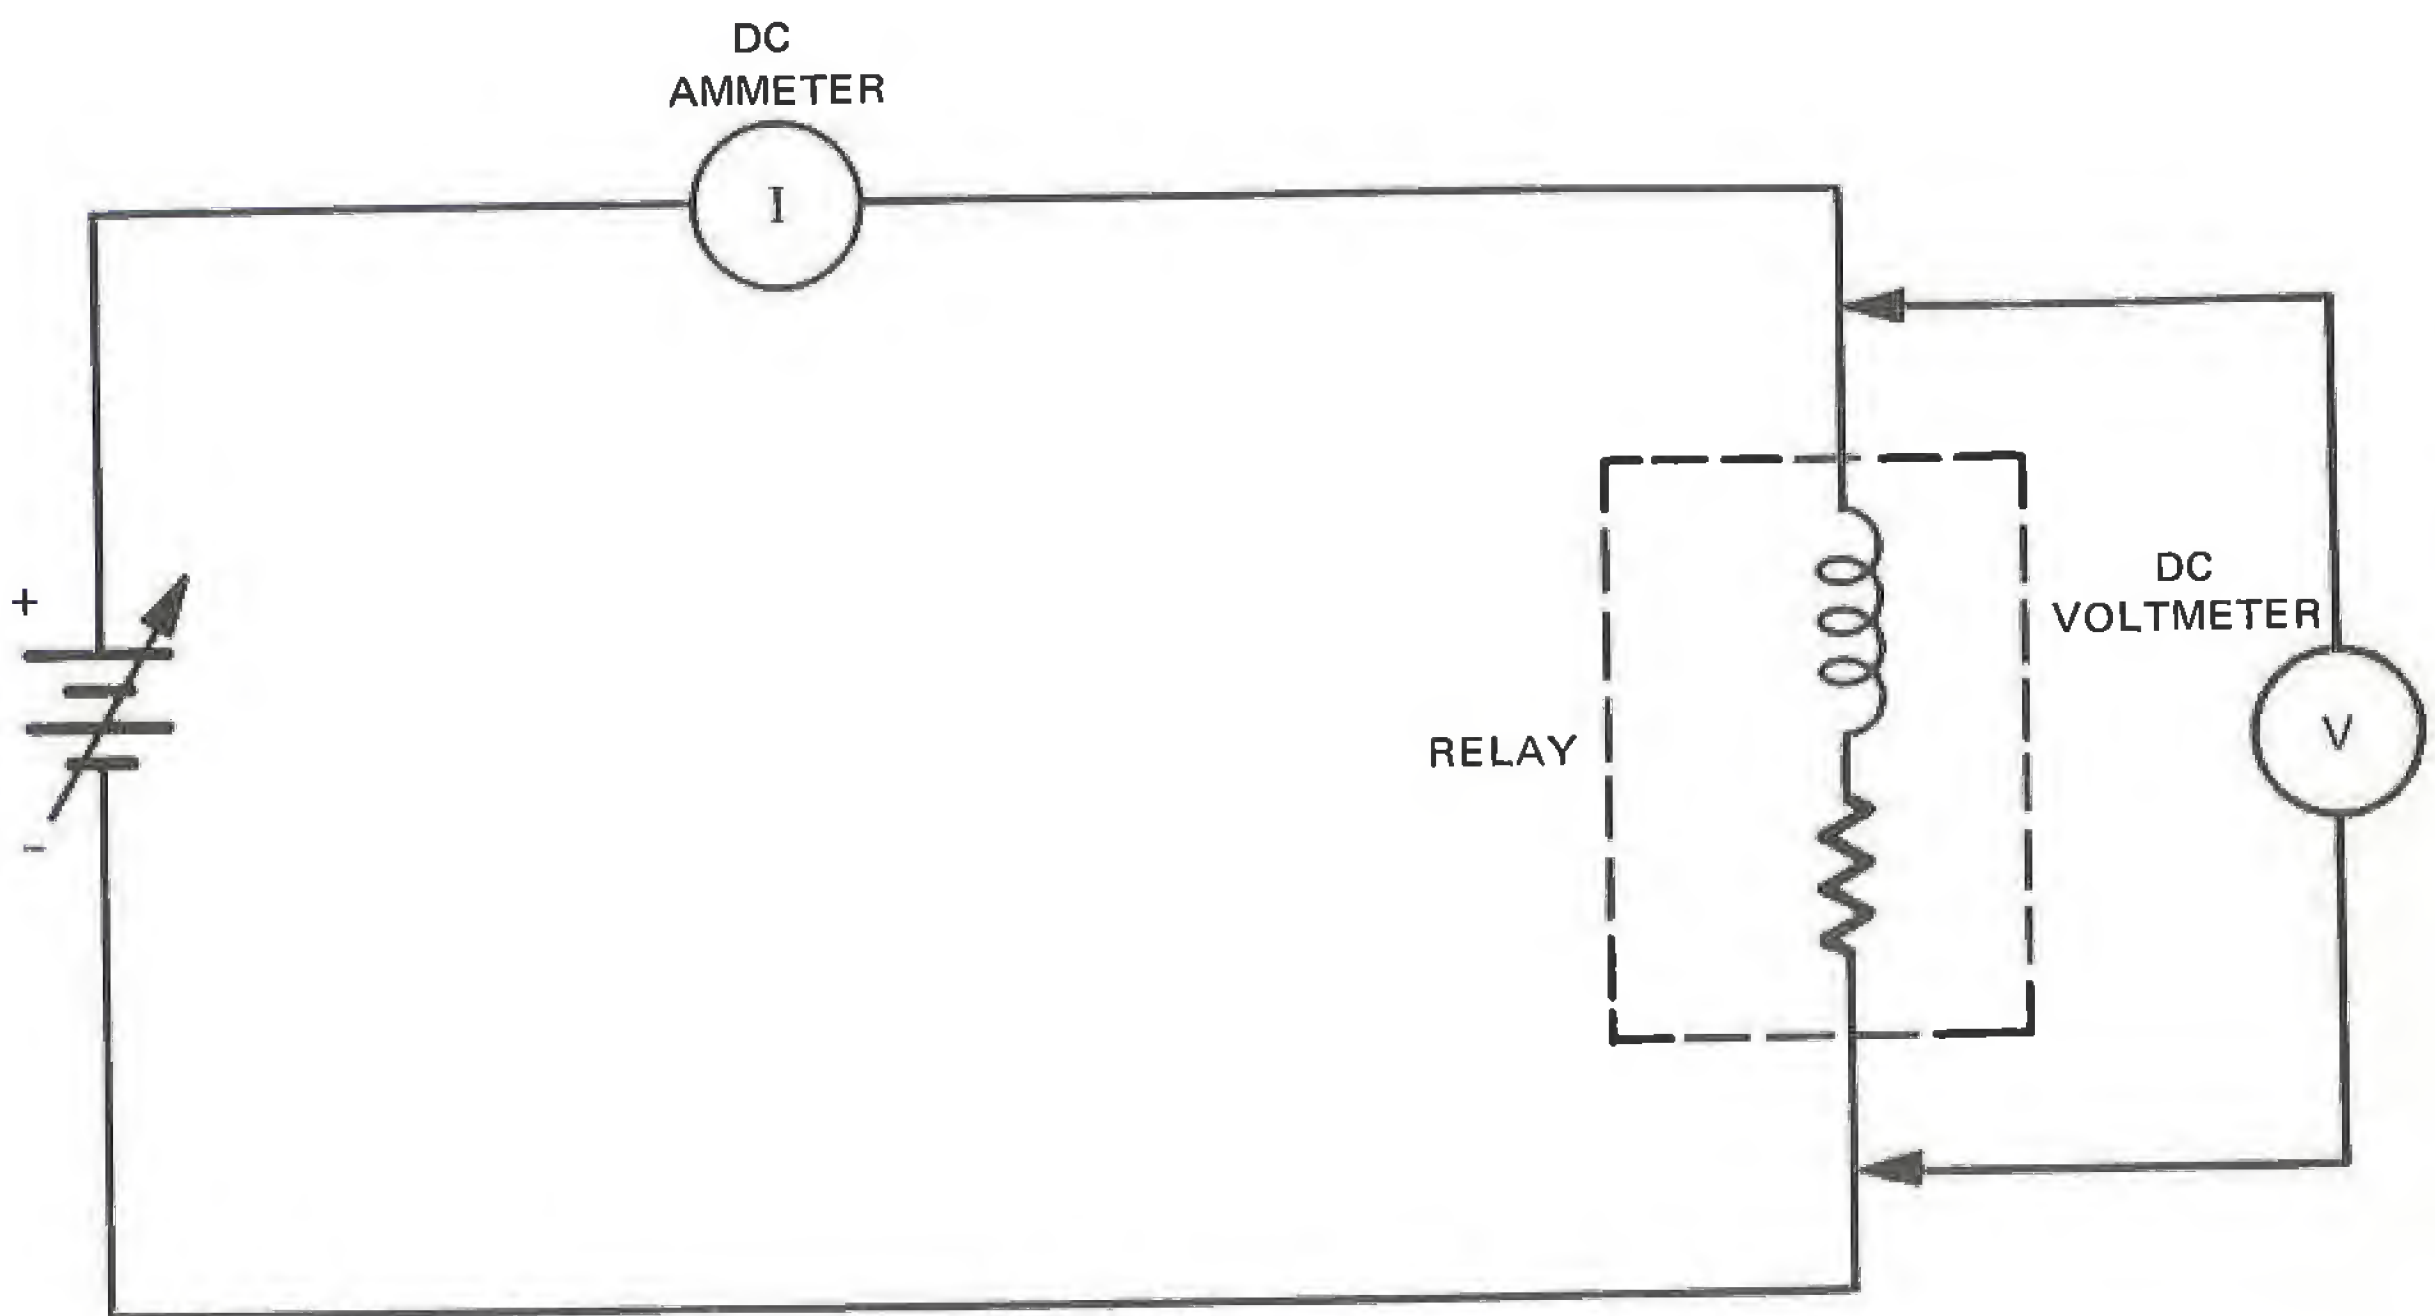 DC
AMMETER
I
+
DC
VOLTMETER
RELAY
V
-